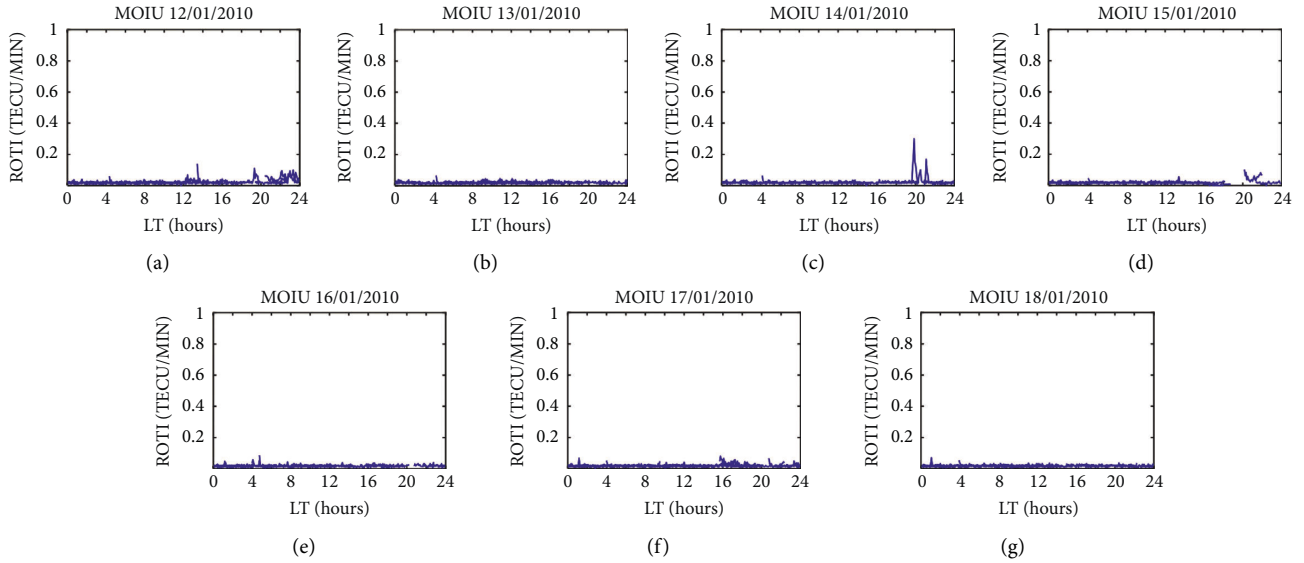 MOIU 12/01/2010
ROTI (TECU/MIN)
1
0.8
0.6
0.4
0.2
0 4 8 12 16 20 24
LT (hours)
(a)
MOIU 13/01/2010
ROTI (TECU/MIN)
1
0.8
0.6
0.4
0.2
0 4 8 12 16 20 24
LT (hours)
(b)
MOIU 14/01/2010
ROTI (TECU/MIN)
1
0.8
0.6
0.4
0.2
0 4 8 12 16 20 24
LT (hours)
(c)
MOIU 15/01/2010
ROTI (TECU/MIN)
1
0.8
0.6
0.4
0.2
0 4 8 12 16 20 24
LT (hours)
(d)
MOIU 16/01/2010
ROTI (TECU/MIN)
1
0.8
0.6
0.4
0.2
0 4 8 12 16 20 24
LT (hours)
(e)
MOIU 17/01/2010
ROTI (TECU/MIN)
1
0.8
0.6
0.4
0.2
0 4 8 12 16 20 24
LT (hours)
(f)
MOIU 18/01/2010
ROTI (TECU/MIN)
1
0.8
0.6
0.4
0.2
0 4 8 12 16 20 24
LT (hours)
(g)